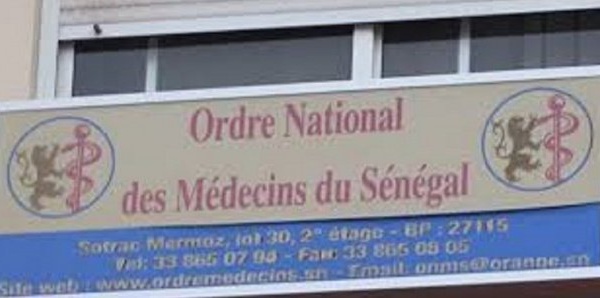 Ordre National
des Médecins du Sénégal
Sotrac Mermoz, lot 30, 2° étage - BP : 27115
Tel: 33 865 07 94 - Fax: 33 865 08 05
Site web : www.ordremedecins.sn - Email: onms@orange.sn